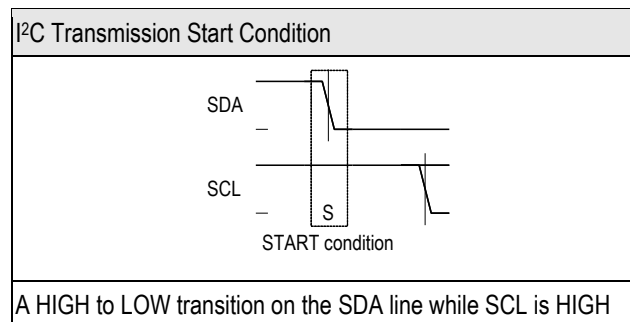 I²C Transmission Start Condition
SDA
SCL
S
START condition
A HIGH to LOW transition on the SDA line while SCL is HIGH